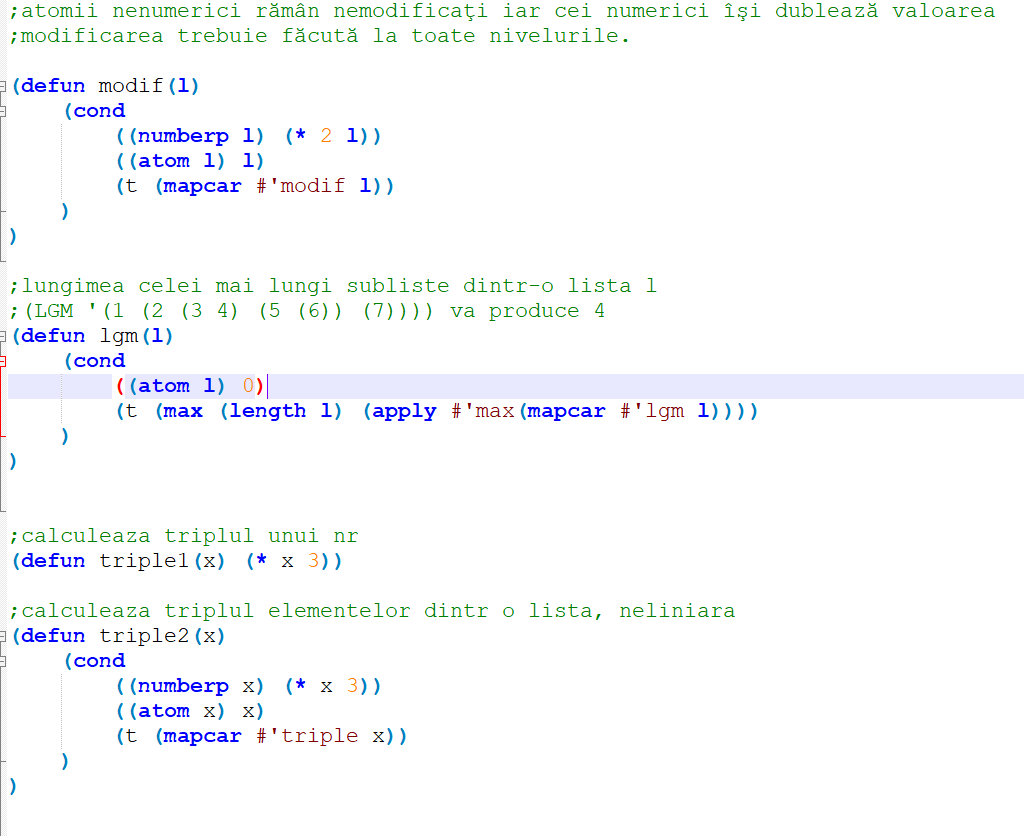 ;atomii nenumerici rămân nemodificaţi iar cei numerici îşi dublează valoarea
;modificarea trebuie făcută la toate nivelurile.
(defun modif(l)
(cond
((numberp l) (* 2 l))
((atom l) l)
(t (mapcar #'modif l))
)
)
;lungimea celei mai lungi subliste dintr-o lista l
;(LGM '(1 (2 (3 4) (5 (6)) (7)))) va produce 4
(defun lgm(l)
(cond
((atom l) 0)
(t (max (length l) (apply #'max(mapcar #'lgm l))))
)
)
;calculeaza triplul unui nr
(defun triple1(x) (* x 3))
;calculeaza triplul elementelor dintr o lista, neliniara
(defun triple2(x)
(cond
((numberp x) (* x 3))
((atom x) x)
(t (mapcar #'triple x))
)
)